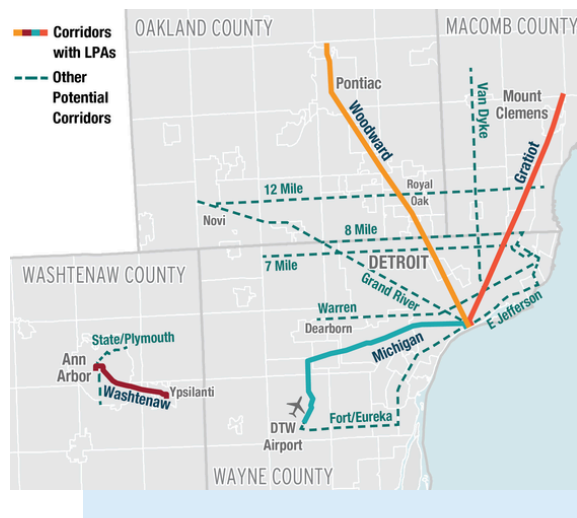 OAKLAND COUNTY
MACOMB COUNTY
Corridors
with LPAs
Other
Potential
Corridors
Pontiac
Woodward
Van Dyke
Mount
Clemens
Gratiot
12 Mile
Royal
Oak
Novi
8 Mile
7 Mile
DETROIT
Grand River
WASHTENAW COUNTY
Warren
Dearborn
E Jefferson
Michigan
State/Plymouth
Ann
Arbor
Washtenaw
Ypsilanti
DTW
Airport
Fort/Eureka
WAYNE COUNTY